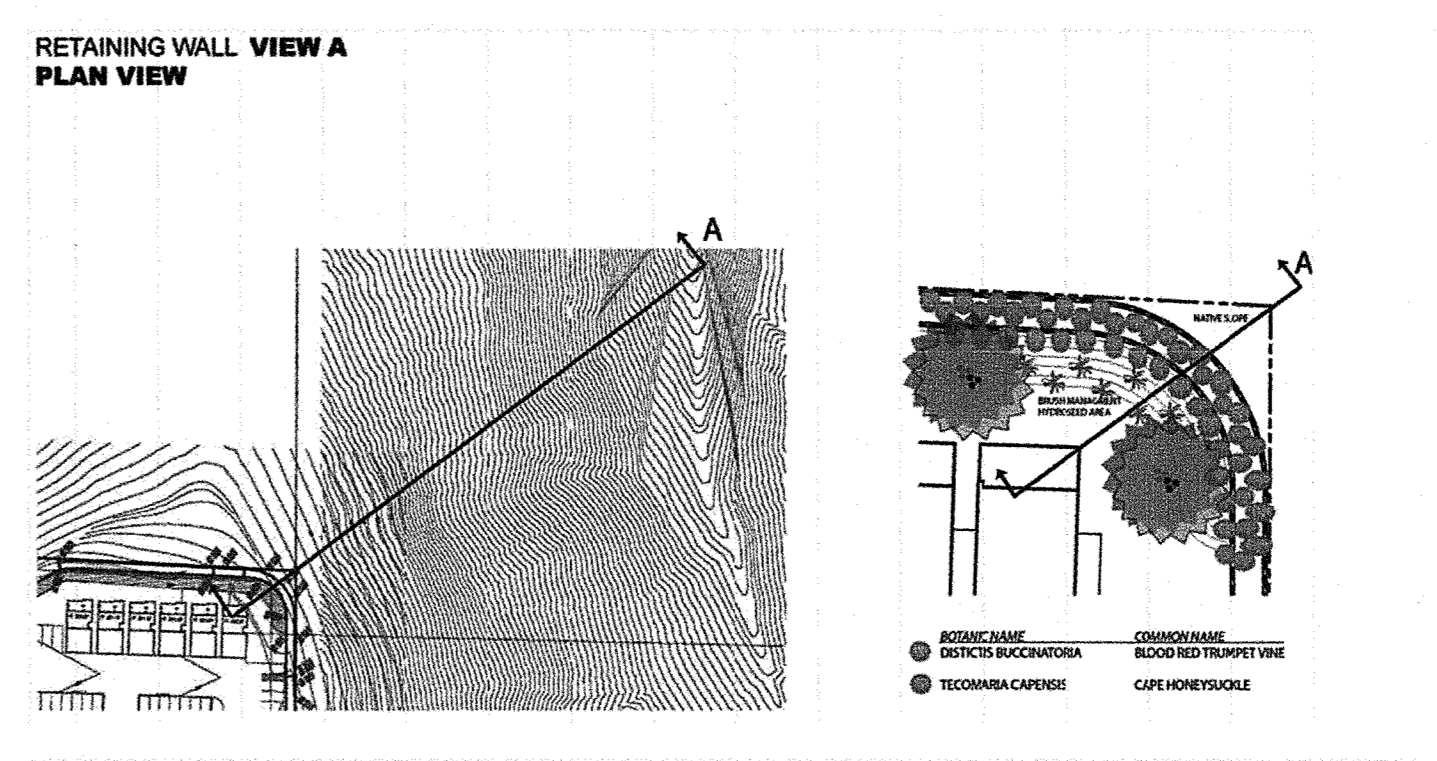 RETAINING WALL VIEW A
PLAN VIEW
A
A
NATIVE SLOPE
BRUSH MANAGMENT
HYDROSEED AREA
BOTANIC NAME COMMON NAME
DISTICTIS BUCCINATORIA BLOOD RED TRUMPET VINE
TECOMARIA CAPENSIS CAPE HONEYSUCKLE